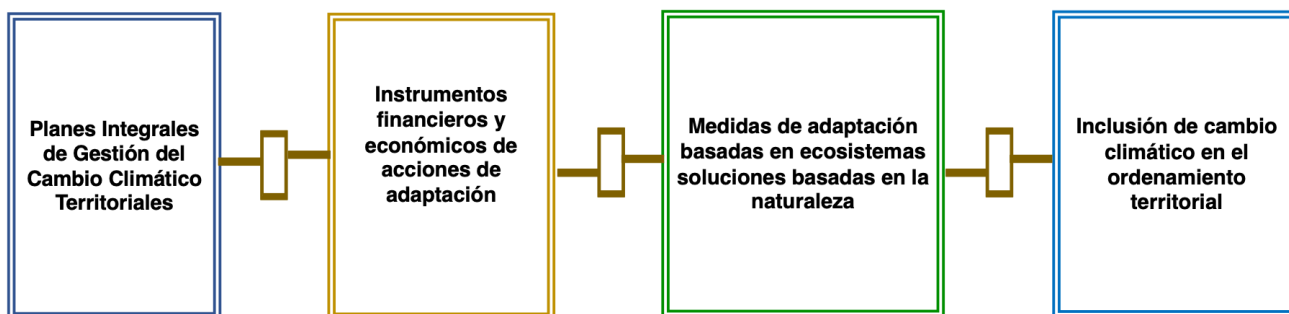 Planes Integrales
de Gestión del
Cambio Climático
Territoriales
Instrumentos
financieros y
económicos de
acciones de
adaptación
Medidas de adaptación
basadas en ecosistemas
soluciones basadas en la
naturaleza
Inclusión de cambio
climático en el
ordenamiento
territorial